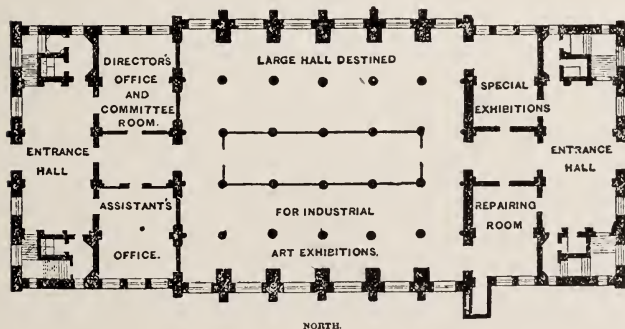 DIRECTOR'S
OFFICE
AND
COMMITTEE
ROOM.
LARGE HALL DESTINED
SPECIAL
EXHIBITIONS
ENTRANCE
HALL
ENTRANCE
HALL
ASSISTANT'S
OFFICE.
FOR INDUSTRIAL
ART EXHIBITIONS.
REPAIRING
ROOM
NORTH.